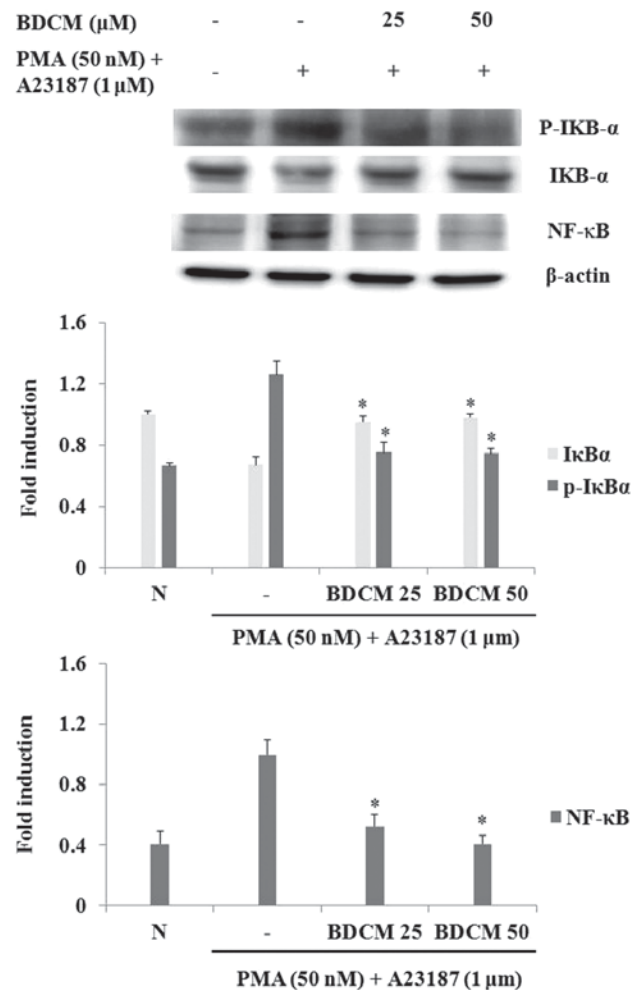 BDCM (µM) - - 25 50
PMA (50 nM) +
A23187 (1 µM) - + + +
P-IKB-α
IKB-α
NF-κB
β-actin
1.6
1.2
0.8
0.4
0
Fold induction
* * * *
IκBα
p-IκBα
N - BDCM 25 BDCM 50
PMA (50 nM) + A23187 (1 µm)
1.6
1.2
0.8
0.4
0
Fold induction
* *
NF-κB
N - BDCM 25 BDCM 50
PMA (50 nM) + A23187 (1 µm)